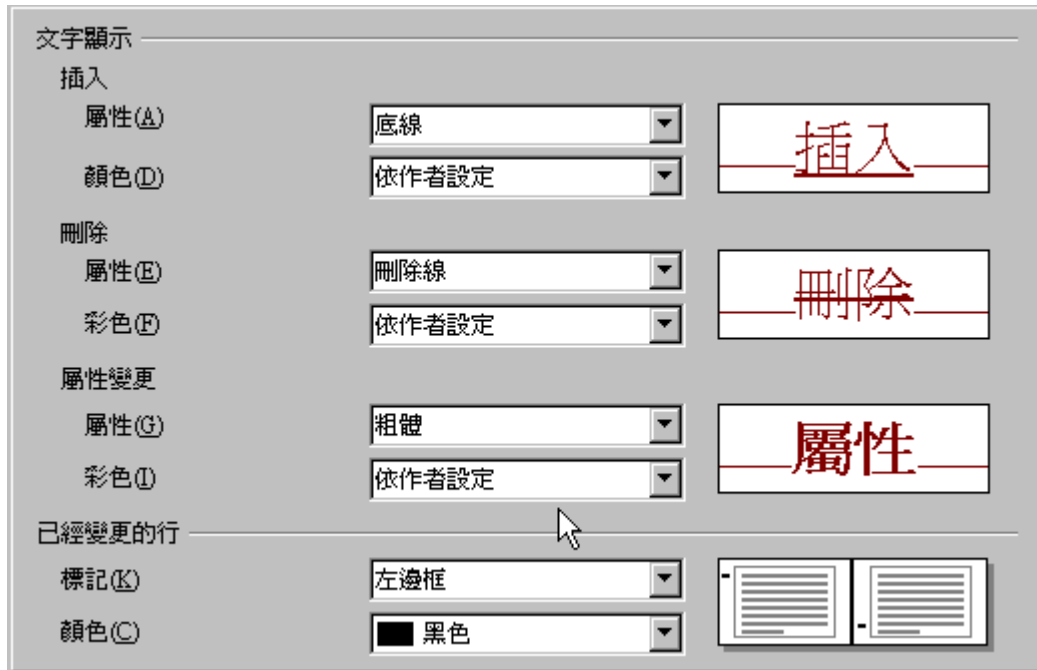 文字顯示
插入
屬性(A) 底線
插入
顏色(D) 依作者設定
刪除
屬性(E) 刪除線
刪除
彩色(F) 依作者設定
屬性變更
屬性(G) 粗體
屬性
彩色(I) 依作者設定
已經變更的行
標記(K) 左邊框
顏色(C) 黑色